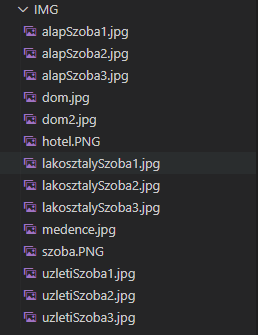 IMG
alapSzoba1.jpg
alapSzoba2.jpg
alapSzoba3.jpg
dom.jpg
dom2.jpg
hotel.PNG
lakosztalySzoba1.jpg
lakosztalySzoba2.jpg
lakosztalySzoba3.jpg
medence.jpg
szoba.PNG
uzletiSzoba1.jpg
uzletiSzoba2.jpg
uzletiSzoba3.jpg